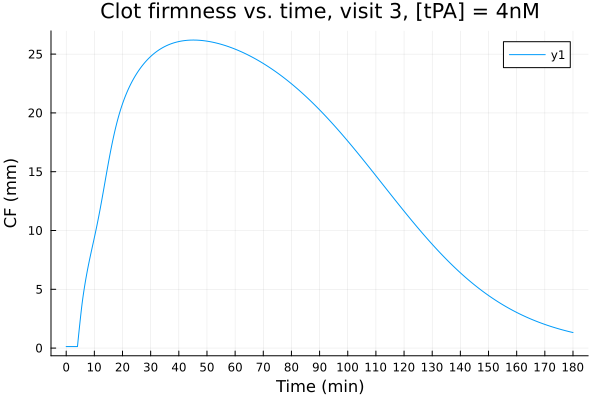 Clot firmness vs. time, visit 3, [tPA] = 4nM
y1
CF (mm)
25
20
15
10
5
0
0 10 20 30 40 50 60 70 80 90 100 110 120 130 140 150 160 170 180
Time (min)